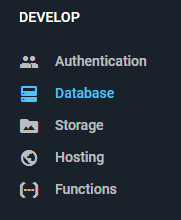 DEVELOP
Authentication
Database
Storage
Hosting
Functions